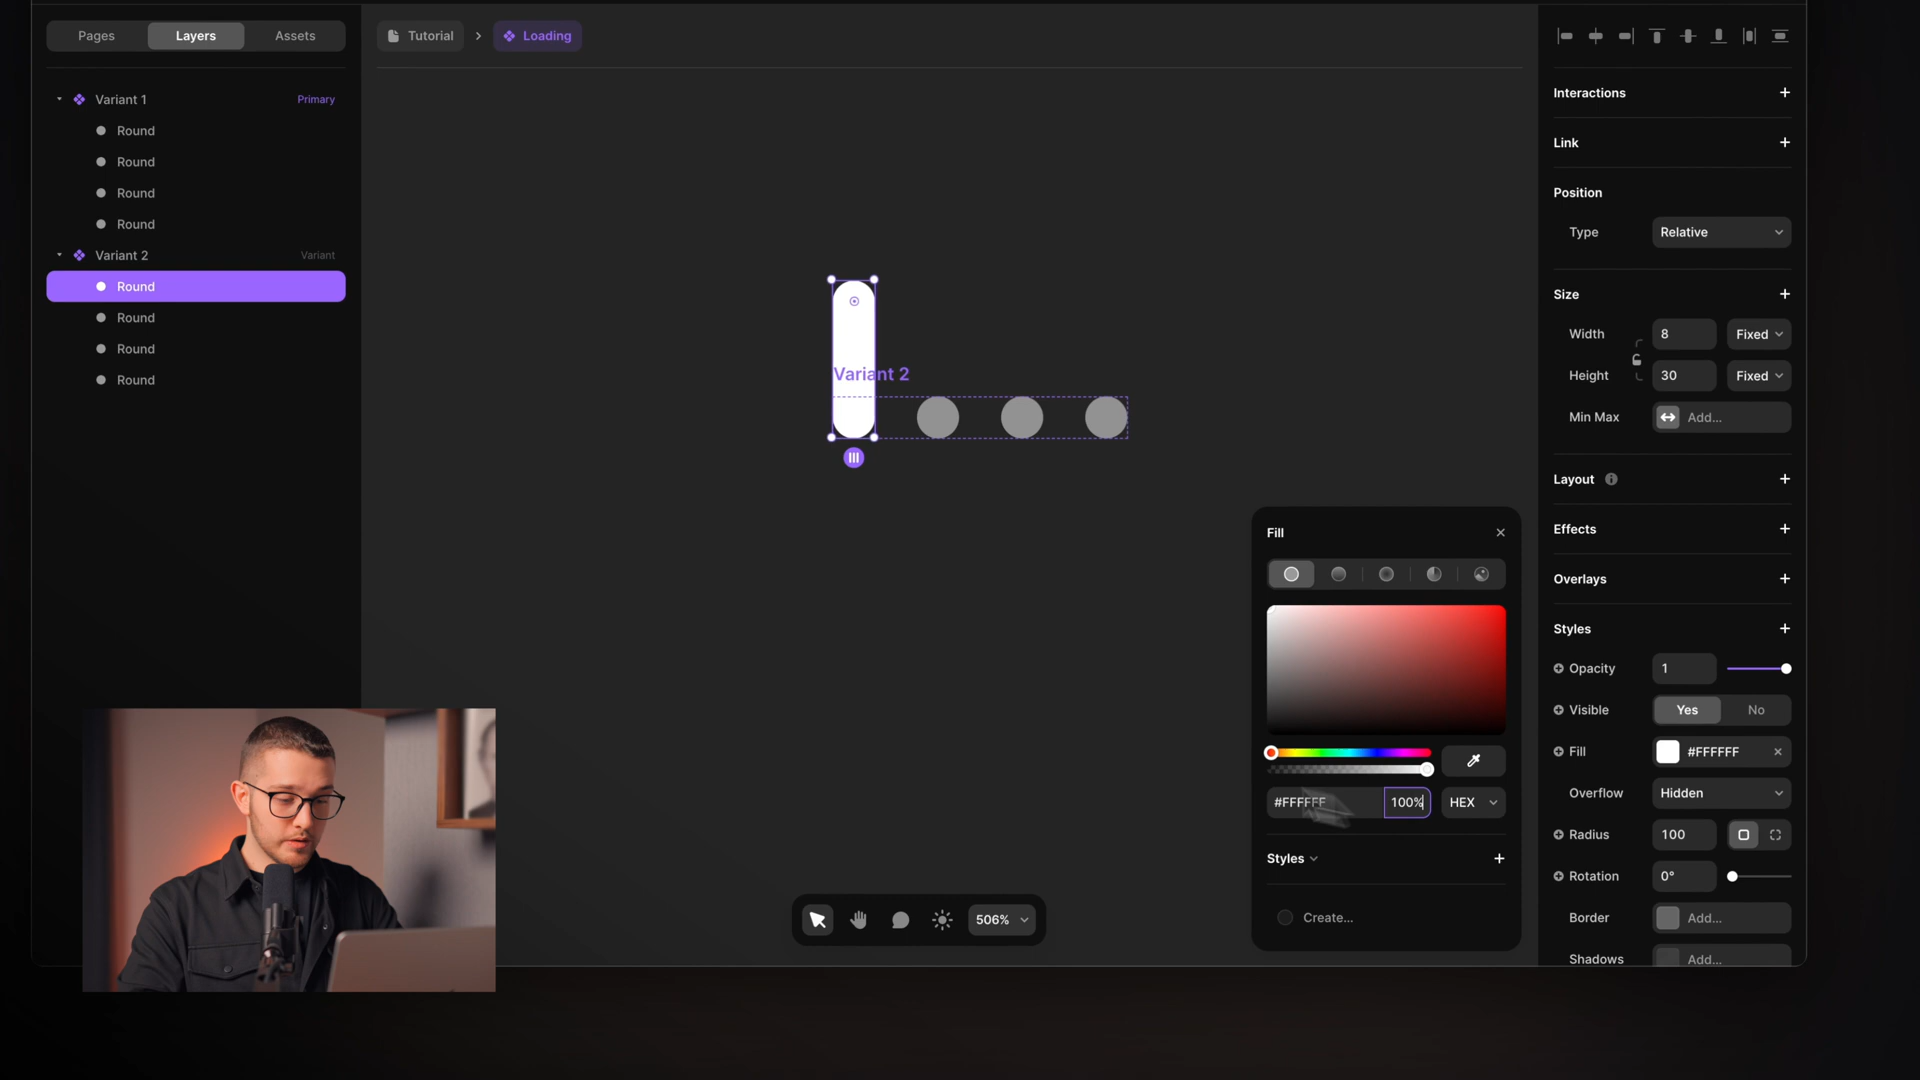 Pages
Layers
Assets
Variant 1
Primary
Round
Round
Round
Round
Variant 2
Variant
Round
Round
Round
Round
Tutorial
Loading
Variant 2
506%
Fill
#FFFFFF
100%
HEX
Styles
Create...
Interactions
Link
Position
Type
Relative
Size
Width
8
Fixed
Height
30
Fixed
Min Max
Add...
Layout
Effects
Overlays
Styles
Opacity
1
Visible
Yes
No
Fill
#FFFFFF
Overflow
Hidden
Radius
100
Rotation
0°
Border
Add...
Shadows
Add...